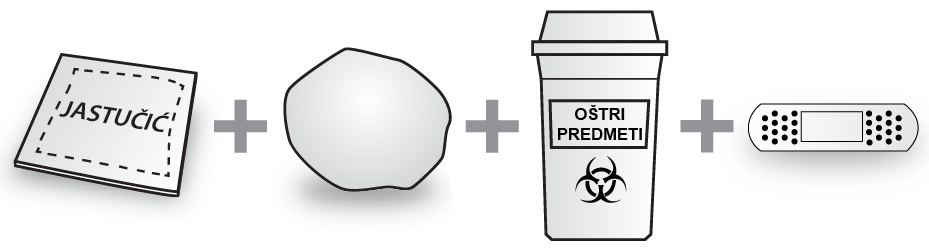 JASTUČIĆ
OŠTRI
PREDMETI